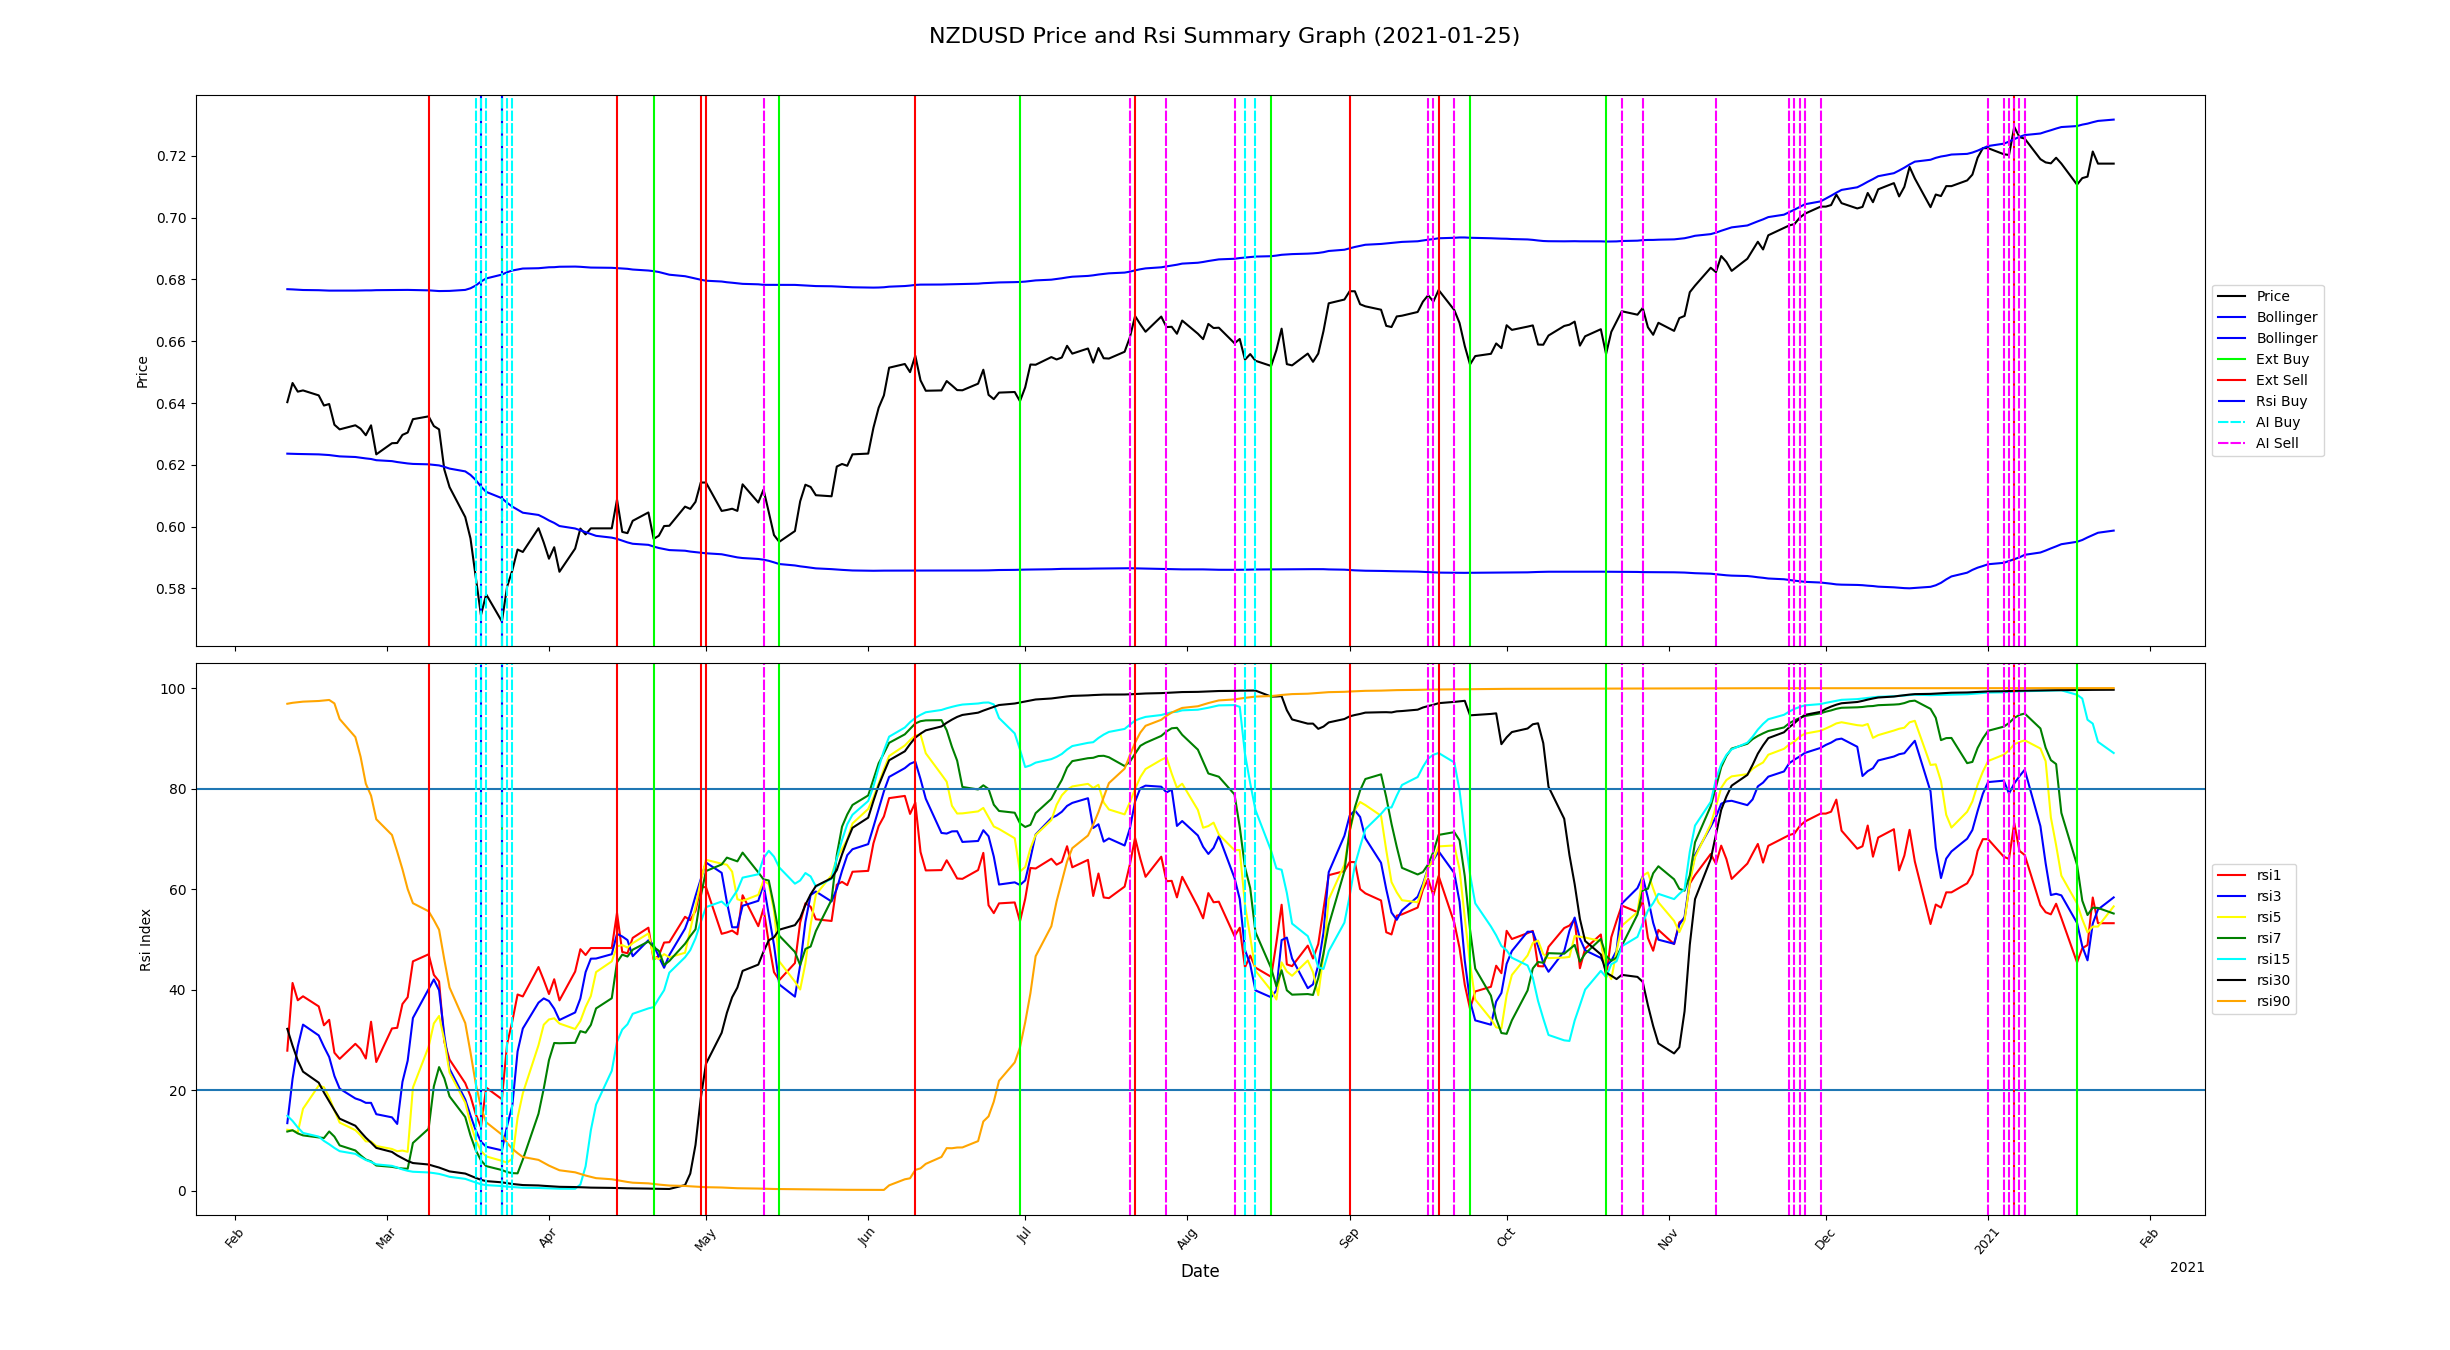 NZDUSD Price and Rsi Summary Graph (2021-01-25)
Price
0.72
0.70
0.68
0.66
0.64
0.62
0.60
0.58
Price
Bollinger
Bollinger
Ext Buy
Ext Sell
Rsi Buy
AI Buy
AI Sell
Rsi Index
100
80
60
40
20
0
rsi1
rsi3
rsi5
rsi7
rsi15
rsi30
rsi90
Feb
Mar
Apr
May
Jun
Jul
Aug
Sep
Oct
Nov
Dec
2021
Feb
Date
2021